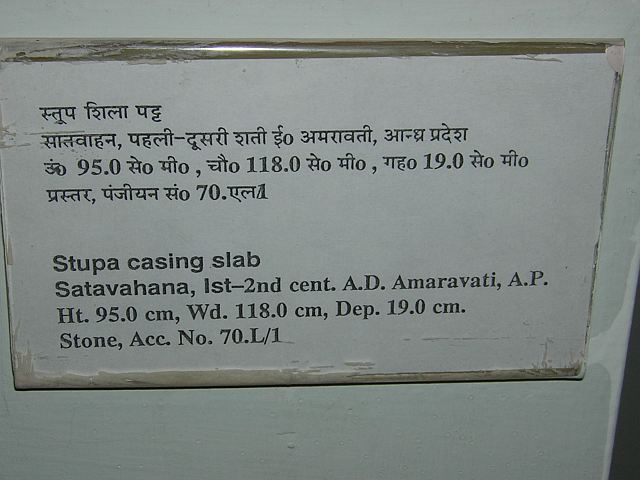 स्तूप शिला पट्ट
सातवाहन, पहली-दूसरी शती ई० अमरावती, आन्ध्र प्रदेश
ऊं० 95.0 से० मी० , चौ० 118.0 से० मी० , गह० 19.0 से० मी०
प्रस्तर, पंजीयन सं० 70.एल/1
Stupa casing slab
Satavahana, Ist–2nd cent. A.D. Amaravati, A.P.
Ht. 95.0 cm, Wd. 118.0 cm, Dep. 19.0 cm.
Stone, Acc. No. 70.L/1